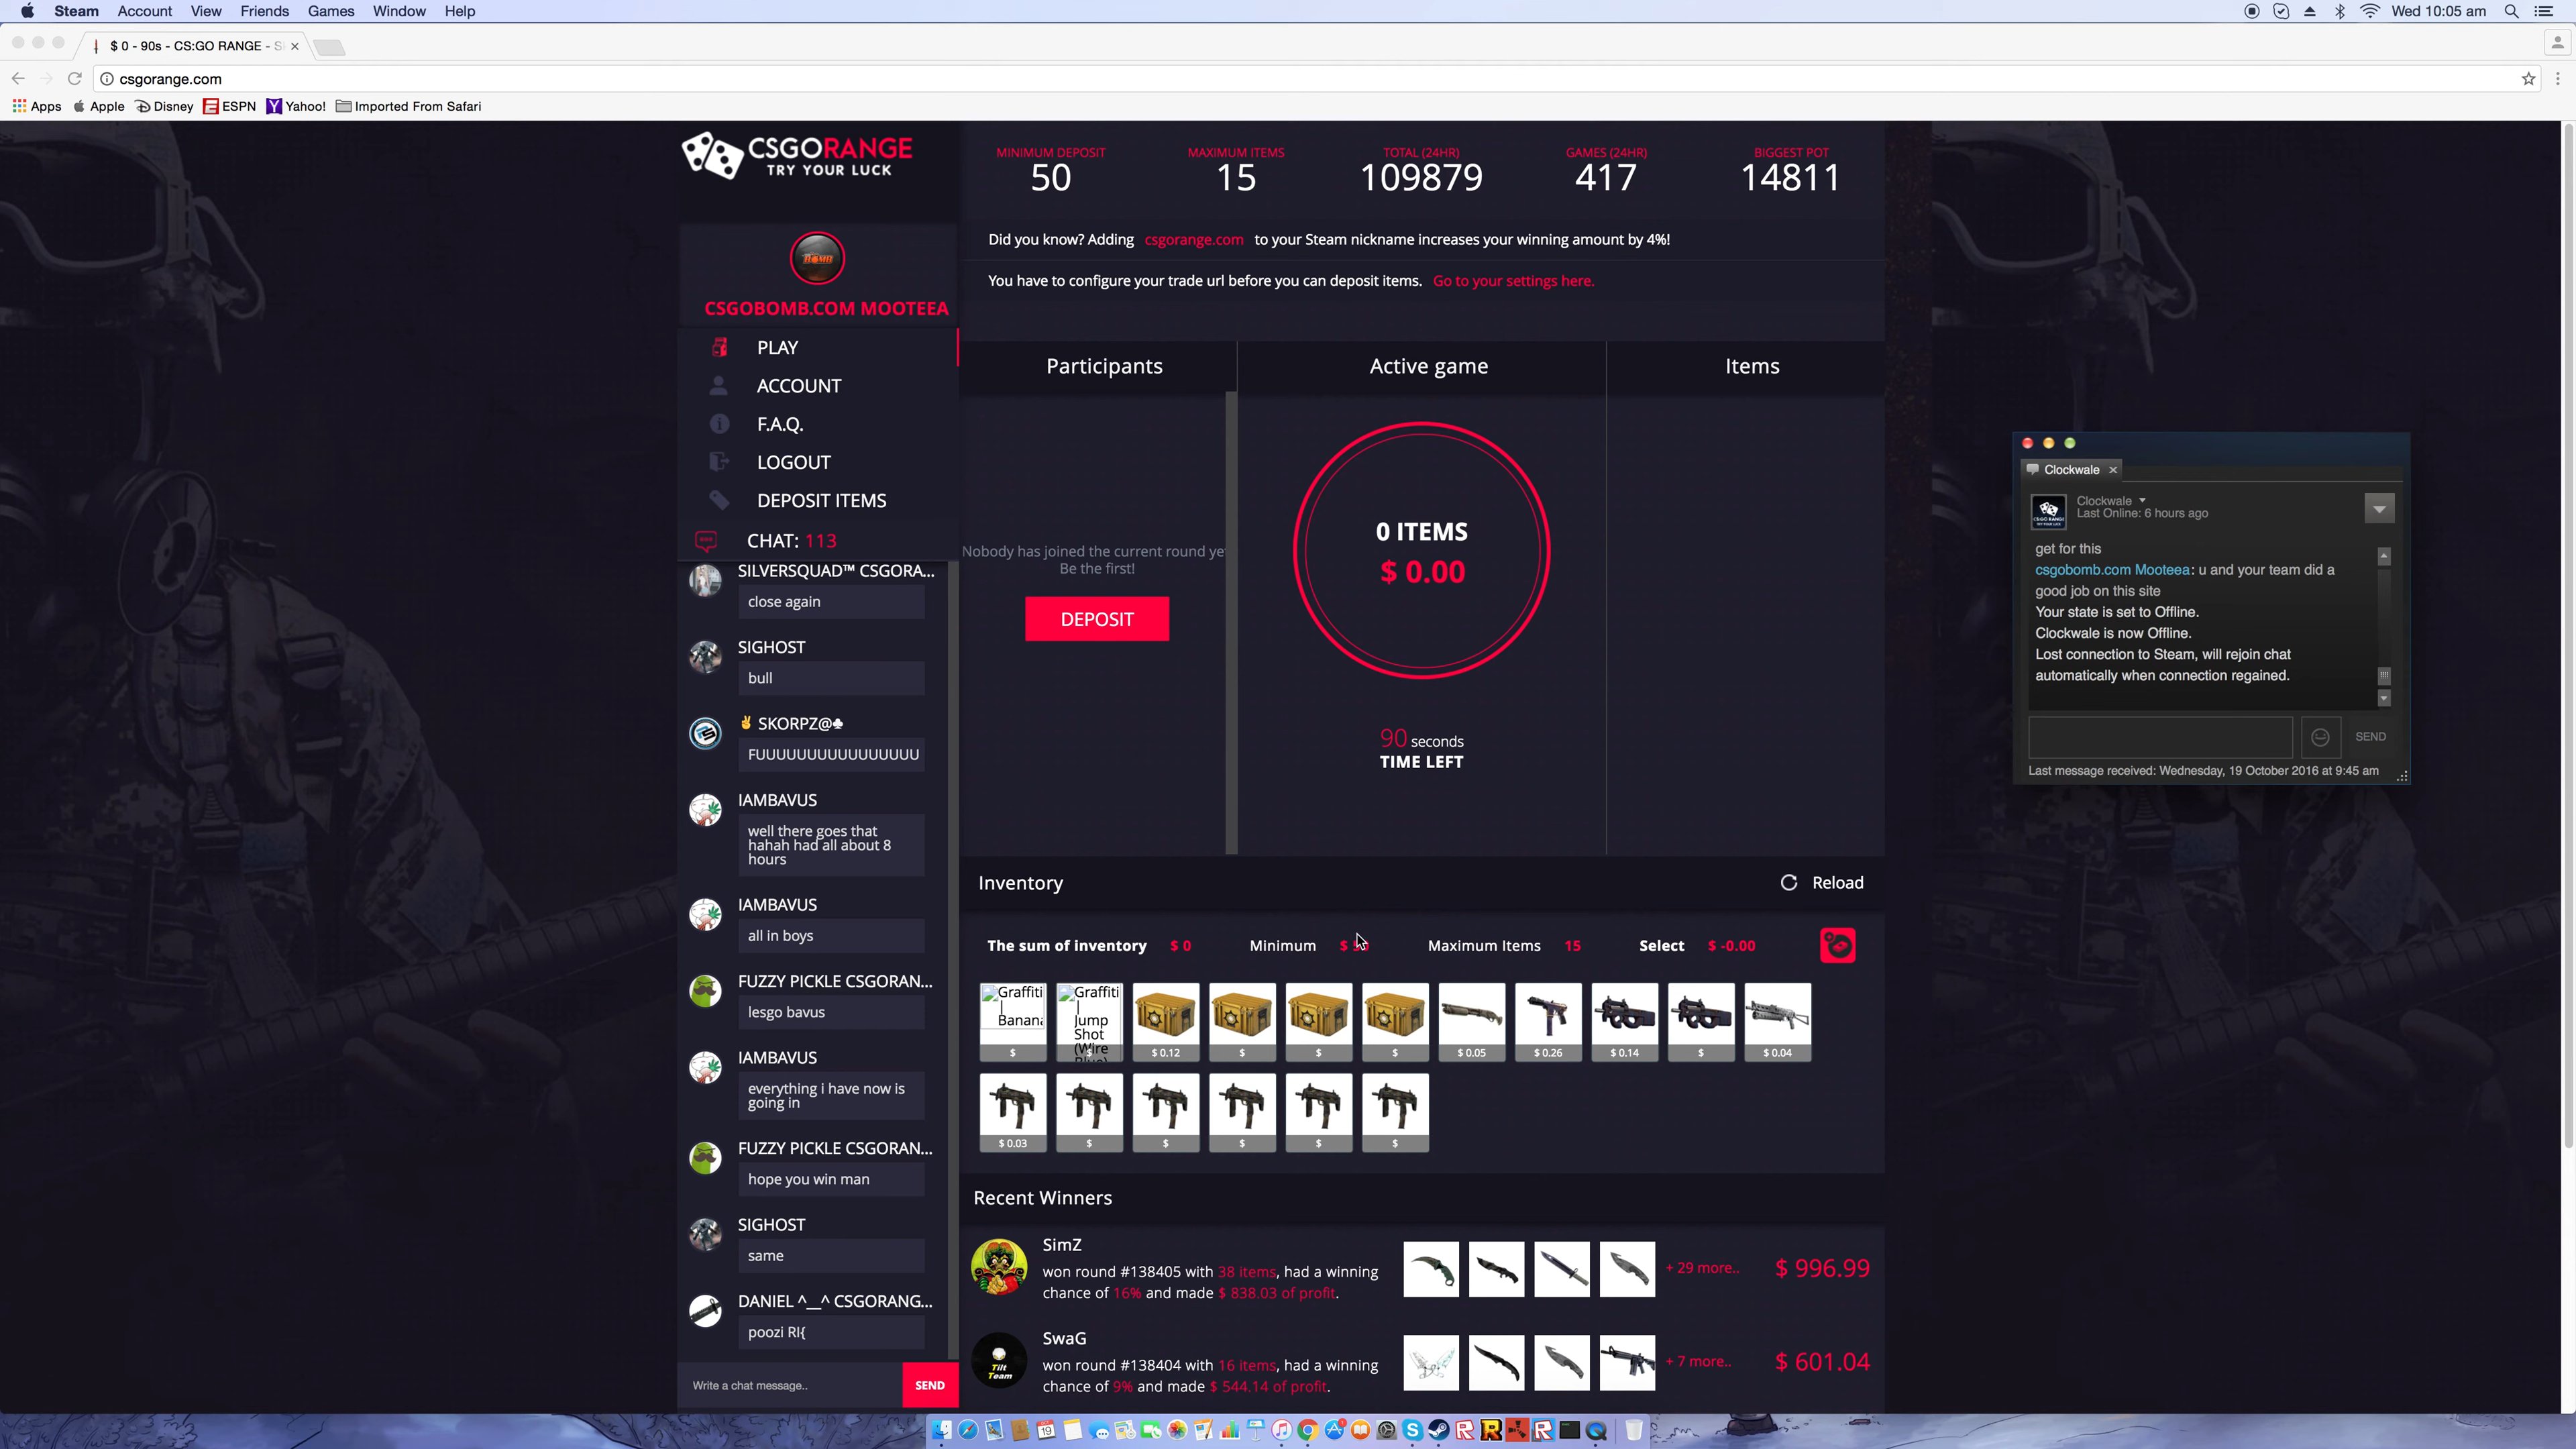 Steam Account View Friends Games Window Help
Wed 10:05 am
$ 0 - 90s - CS:GO RANGE - S
csgorange.com
Apps Apple Disney ESPN Yahoo! Imported From Safari
CSGORANGE
TRY YOUR LUCK
MINIMUM DEPOSIT
50
MAXIMUM ITEMS
15
TOTAL (24HR)
109879
GAMES (24HR)
417
BIGGEST POT
14811
Did you know? Adding csgorange.com to your Steam nickname increases your winning amount by 4%!
You have to configure your trade url before you can deposit items. Go to your settings here.
BOMB
CSGOBOMB.COM MOOTEEA
PLAY
ACCOUNT
F.A.Q.
LOGOUT
DEPOSIT ITEMS
CHAT: 113
SILVERSQUAD™ CSGORA...
close again
SIGHOST
bull
✌ SKORPZ@♣
FUUUUUUUUUUUUUUUU
IAMBAVUS
well there goes that
hahah had all about 8
hours
IAMBAVUS
all in boys
FUZZY PICKLE CSGORAN...
lesgo bavus
IAMBAVUS
everything i have now is
going in
FUZZY PICKLE CSGORAN...
hope you win man
SIGHOST
same
DANIEL ^__^ CSGORANG...
poozi RI{
Write a chat message..
SEND
Participants
Active game
Items
Nobody has joined the current round ye
Be the first!
DEPOSIT
0 ITEMS
$ 0.00
90 seconds
TIME LEFT
Inventory
Reload
The sum of inventory $ 0 Minimum $ Maximum Items 15 Select $ -0.00
Graffiti
|
Banana
$
Graffiti
|
Jump
Shot
(Wire
$
$ 0.12
$
$
$
$ 0.05
$ 0.26
$ 0.14
$
$ 0.04
$ 0.03
$
$
$
$
$
Recent Winners
SimZ
won round #138405 with 38 items, had a winning
chance of 16% and made $ 838.03 of profit.
+ 29 more..
$ 996.99
SwaG
won round #138404 with 16 items, had a winning
chance of 9% and made $ 544.14 of profit.
+ 7 more..
$ 601.04
Tilt
Team
Clockwale
Clockwale
Last Online: 6 hours ago
get for this
csgobomb.com Mooteea: u and your team did a
good job on this site
Your state is set to Offline.
Clockwale is now Offline.
Lost connection to Steam, will rejoin chat
automatically when connection regained.
SEND
Last message received: Wednesday, 19 October 2016 at 9:45 am
19